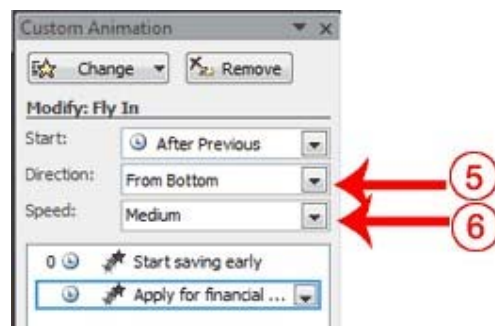 Custom Animation
Change
Remove
Modify: Fly In
Start:
After Previous
Direction:
From Bottom
5
Speed:
Medium
6
0 Start saving early
Apply for financial ...